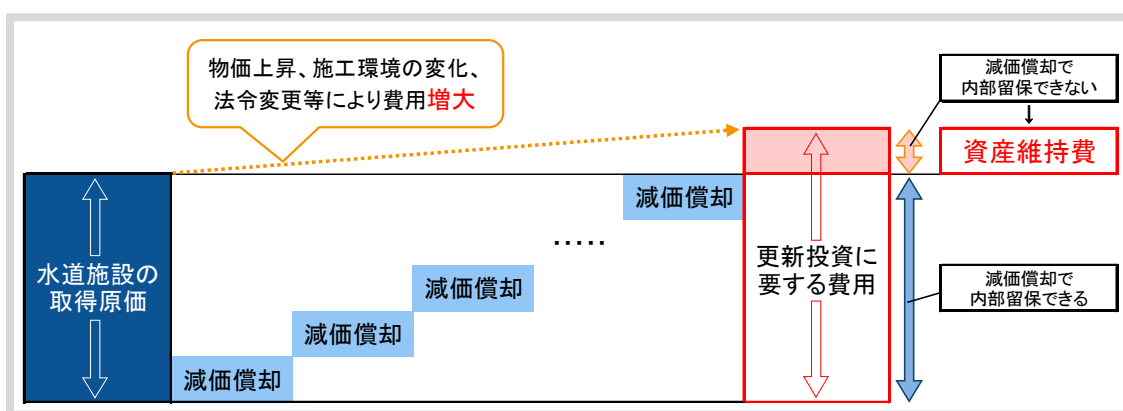 物価上昇、施工環境の変化、
法令変更等により費用増大
減価償却で
内部留保できない
↓
資産維持費
水道施設の
取得原価
減価償却
減価償却
減価償却
・・・・・
減価償却
更新投資に
要する費用
減価償却で
内部留保できる